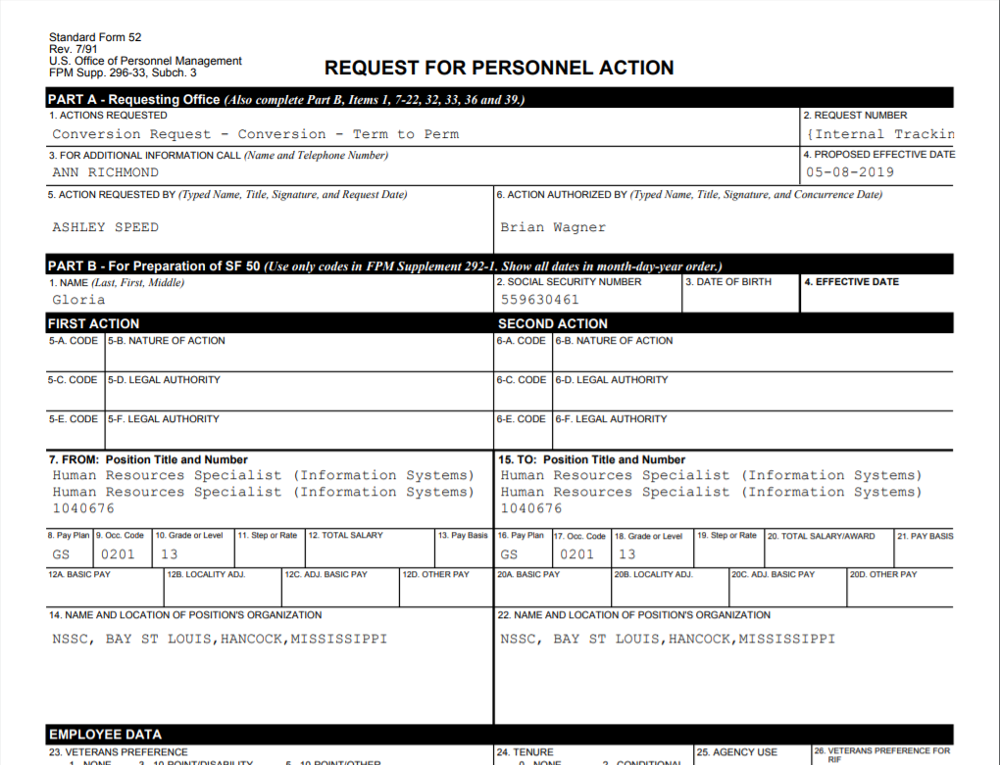 Standard Form 52
Rev. 7/91
U.S. Office of Personnel Management
FPM Supp. 296-33, Subch. 3
REQUEST FOR PERSONNEL ACTION
PART A - Requesting Office (Also complete Part B, Items 1, 7-22, 32, 33, 36 and 39.)
1. ACTIONS REQUESTED
Conversion Request - Conversion - Term to Perm
2. REQUEST NUMBER
{Internal Trackin
3. FOR ADDITIONAL INFORMATION CALL (Name and Telephone Number)
ANN RICHMOND
4. PROPOSED EFFECTIVE DATE
05-08-2019
5. ACTION REQUESTED BY (Typed Name, Title, Signature, and Request Date)
ASHLEY SPEED
6. ACTION AUTHORIZED BY (Typed Name, Title, Signature, and Concurrence Date)
Brian Wagner
PART B - For Preparation of SF 50 (Use only codes in FPM Supplement 292-1. Show all dates in month-day-year order.)
1. NAME (Last, First, Middle)
Gloria
2. SOCIAL SECURITY NUMBER
559630461
3. DATE OF BIRTH
4. EFFECTIVE DATE
FIRST ACTION
SECOND ACTION
5-A. CODE
5-B. NATURE OF ACTION
6-A. CODE
6-B. NATURE OF ACTION
5-C. CODE
5-D. LEGAL AUTHORITY
6-C. CODE
6-D. LEGAL AUTHORITY
5-E. CODE
5-F. LEGAL AUTHORITY
6-E. CODE
6-F. LEGAL AUTHORITY
7. FROM: Position Title and Number
Human Resources Specialist (Information Systems)
Human Resources Specialist (Information Systems)
1040676
15. TO: Position Title and Number
Human Resources Specialist (Information Systems)
Human Resources Specialist (Information Systems)
1040676
8. Pay Plan
GS
9. Occ. Code
0201
10. Grade or Level
13
11. Step or Rate
12. TOTAL SALARY
13. Pay Basis
16. Pay Plan
GS
17. Occ. Code
0201
18. Grade or Level
13
19. Step or Rate
20. TOTAL SALARY/AWARD
21. PAY BASIS
12A. BASIC PAY
12B. LOCALITY ADJ.
12C. ADJ. BASIC PAY
12D. OTHER PAY
20A. BASIC PAY
20B. LOCALITY ADJ.
20C. ADJ. BASIC PAY
20D. OTHER PAY
14. NAME AND LOCATION OF POSITION'S ORGANIZATION
NSSC, BAY ST LOUIS,HANCOCK,MISSISSIPPI
22. NAME AND LOCATION OF POSITION'S ORGANIZATION
NSSC, BAY ST LOUIS,HANCOCK,MISSISSIPPI
EMPLOYEE DATA
23. VETERANS PREFERENCE
1. NONE 3. 10-POINT/DISABILITY 5. 10-POINT/OTHER
24. TENURE
0. NONE 2. CONDITIONAL
25. AGENCY USE
26. VETERANS PREFERENCE FOR
RIF